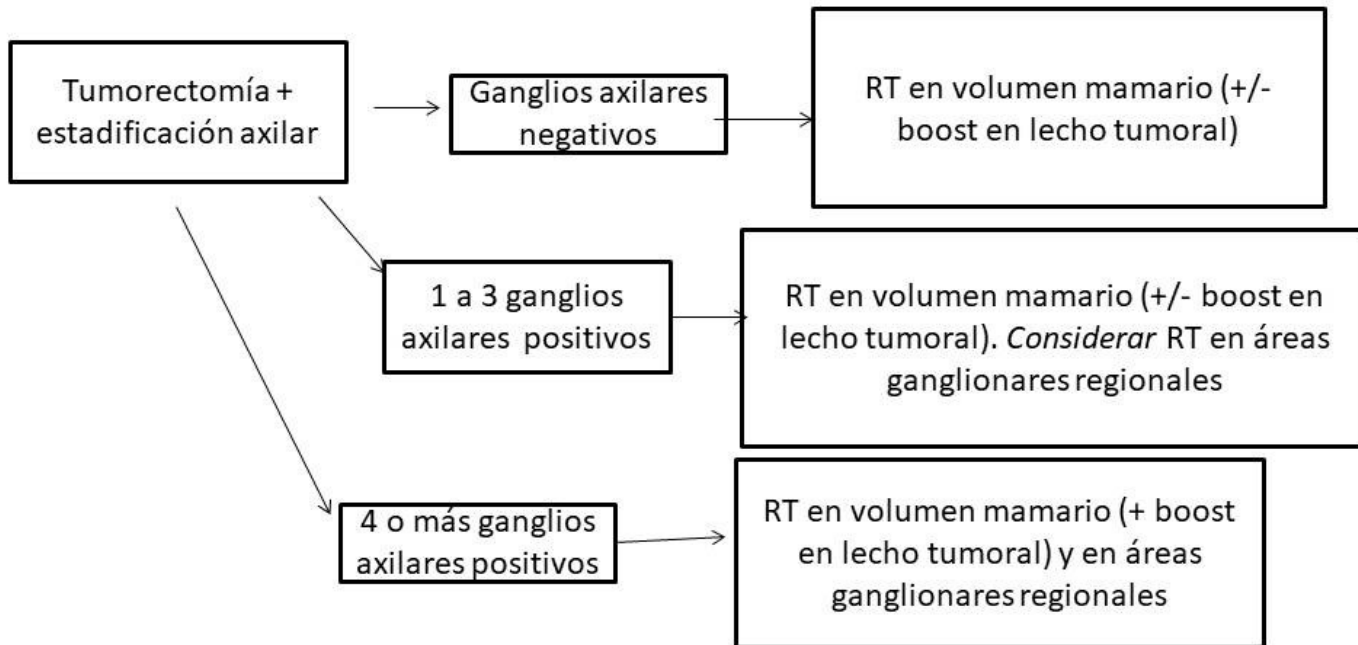 Tumorectomía +
estadificación axilar
Ganglios axilares
negativos
RT en volumen mamario (+/-
boost en lecho tumoral)
1 a 3 ganglios
axilares positivos
RT en volumen mamario (+/- boost en
lecho tumoral). Considerar RT en áreas
ganglionares regionales
4 o más ganglios
axilares positivos
RT en volumen mamario (+ boost
en lecho tumoral) y en áreas
ganglionares regionales